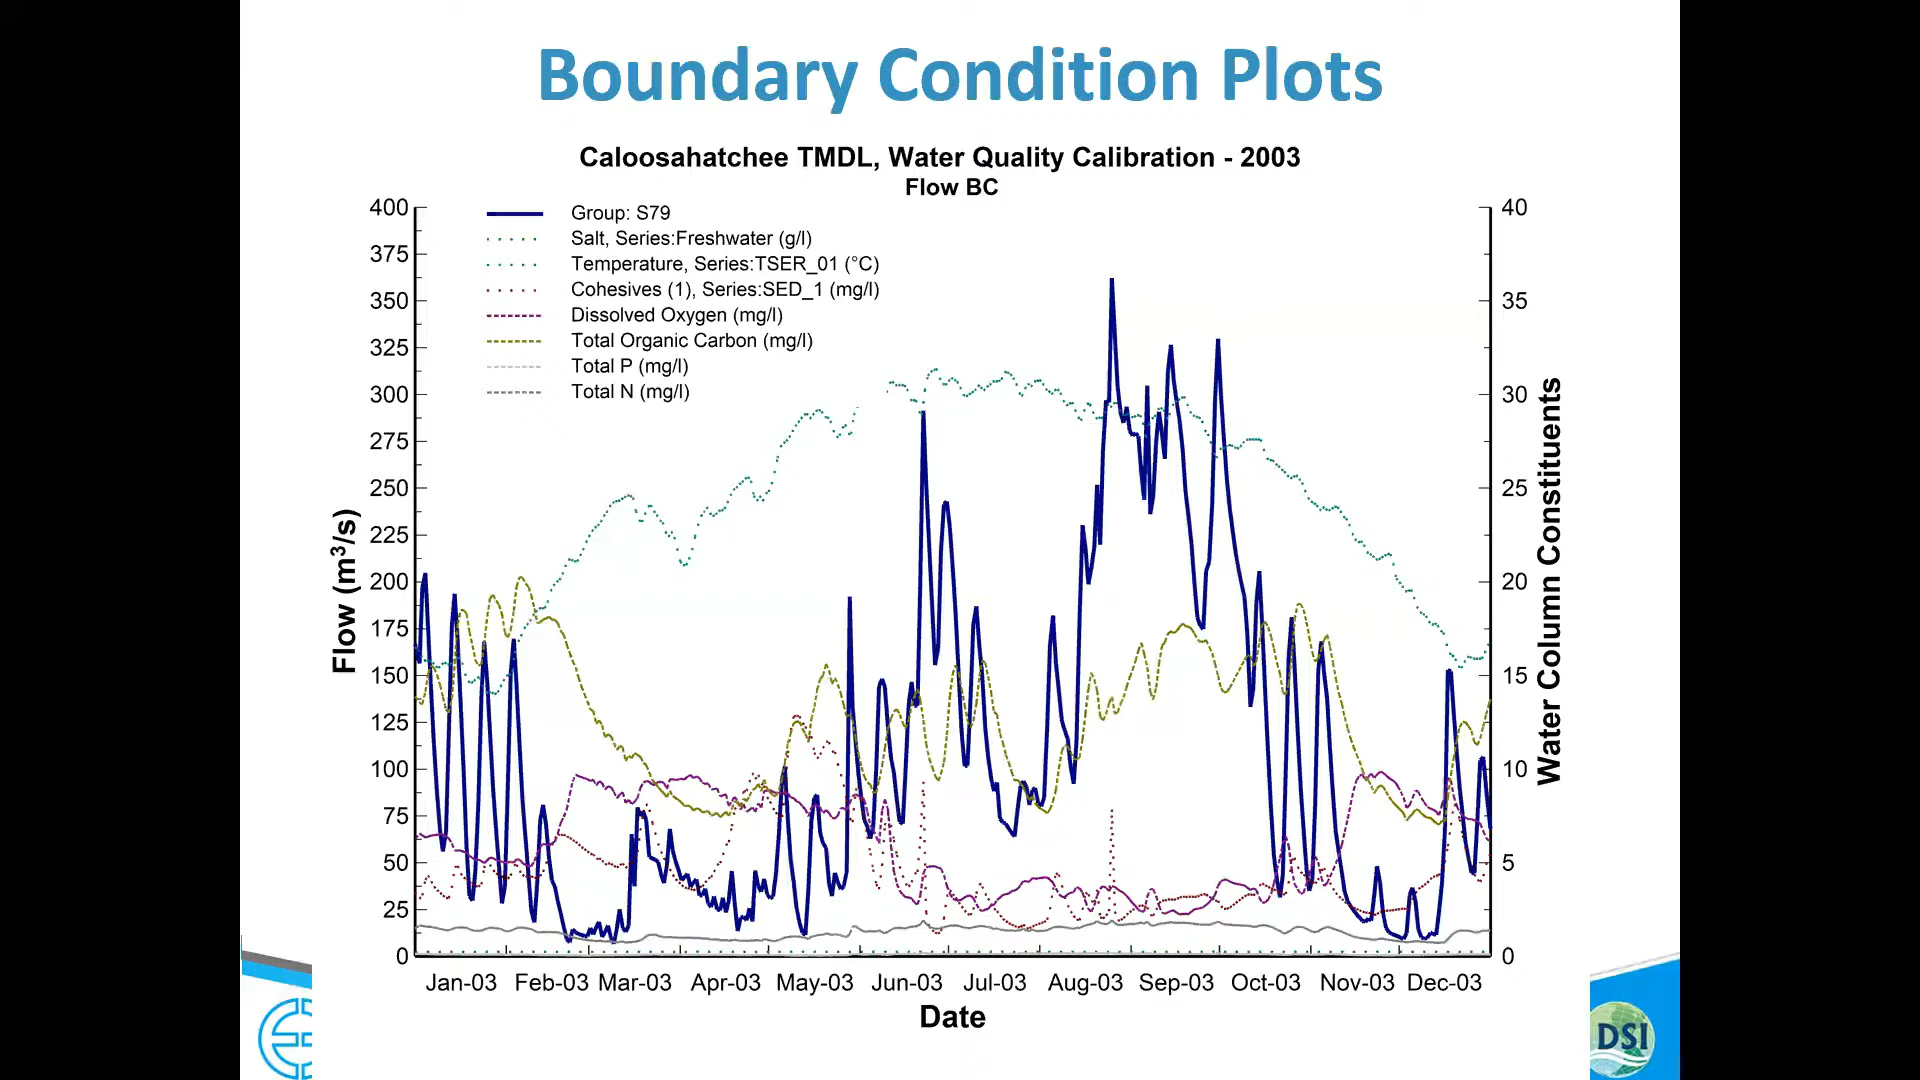 Boundary Condition Plots
Caloosahatchee TMDL, Water Quality Calibration - 2003
Flow BC
Group: S79
Salt, Series:Freshwater (g/l)
Temperature, Series:TSER_01 (°C)
Cohesives (1), Series:SED_1 (mg/l)
Dissolved Oxygen (mg/l)
Total Organic Carbon (mg/l)
Total P (mg/l)
Total N (mg/l)
Flow (m³/s)
400
375
350
325
300
275
250
225
200
175
150
125
100
75
50
25
0
40
35
30
25
20
15
10
5
0
Water Column Constituents
Jan-03 Feb-03 Mar-03 Apr-03 May-03 Jun-03 Jul-03 Aug-03 Sep-03 Oct-03 Nov-03 Dec-03
Date
DSI